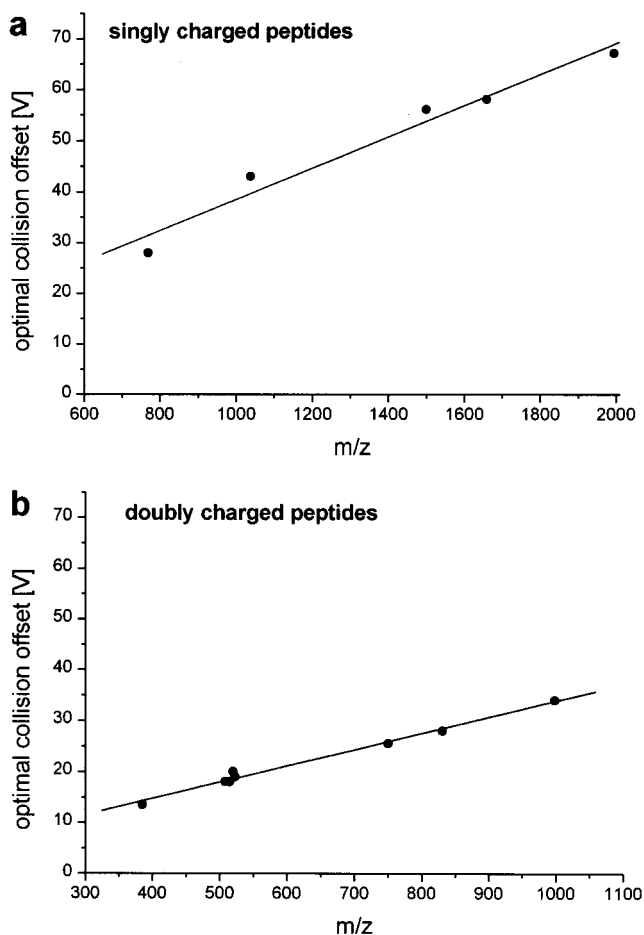 a
singly charged peptides
optimal collision offset [V]
70
60
50
40
30
20
10
0
600 800 1000 1200 1400 1600 1800 2000
m/z
b
doubly charged peptides
optimal collision offset [V]
70
60
50
40
30
20
10
0
300 400 500 600 700 800 900 1000 1100
m/z